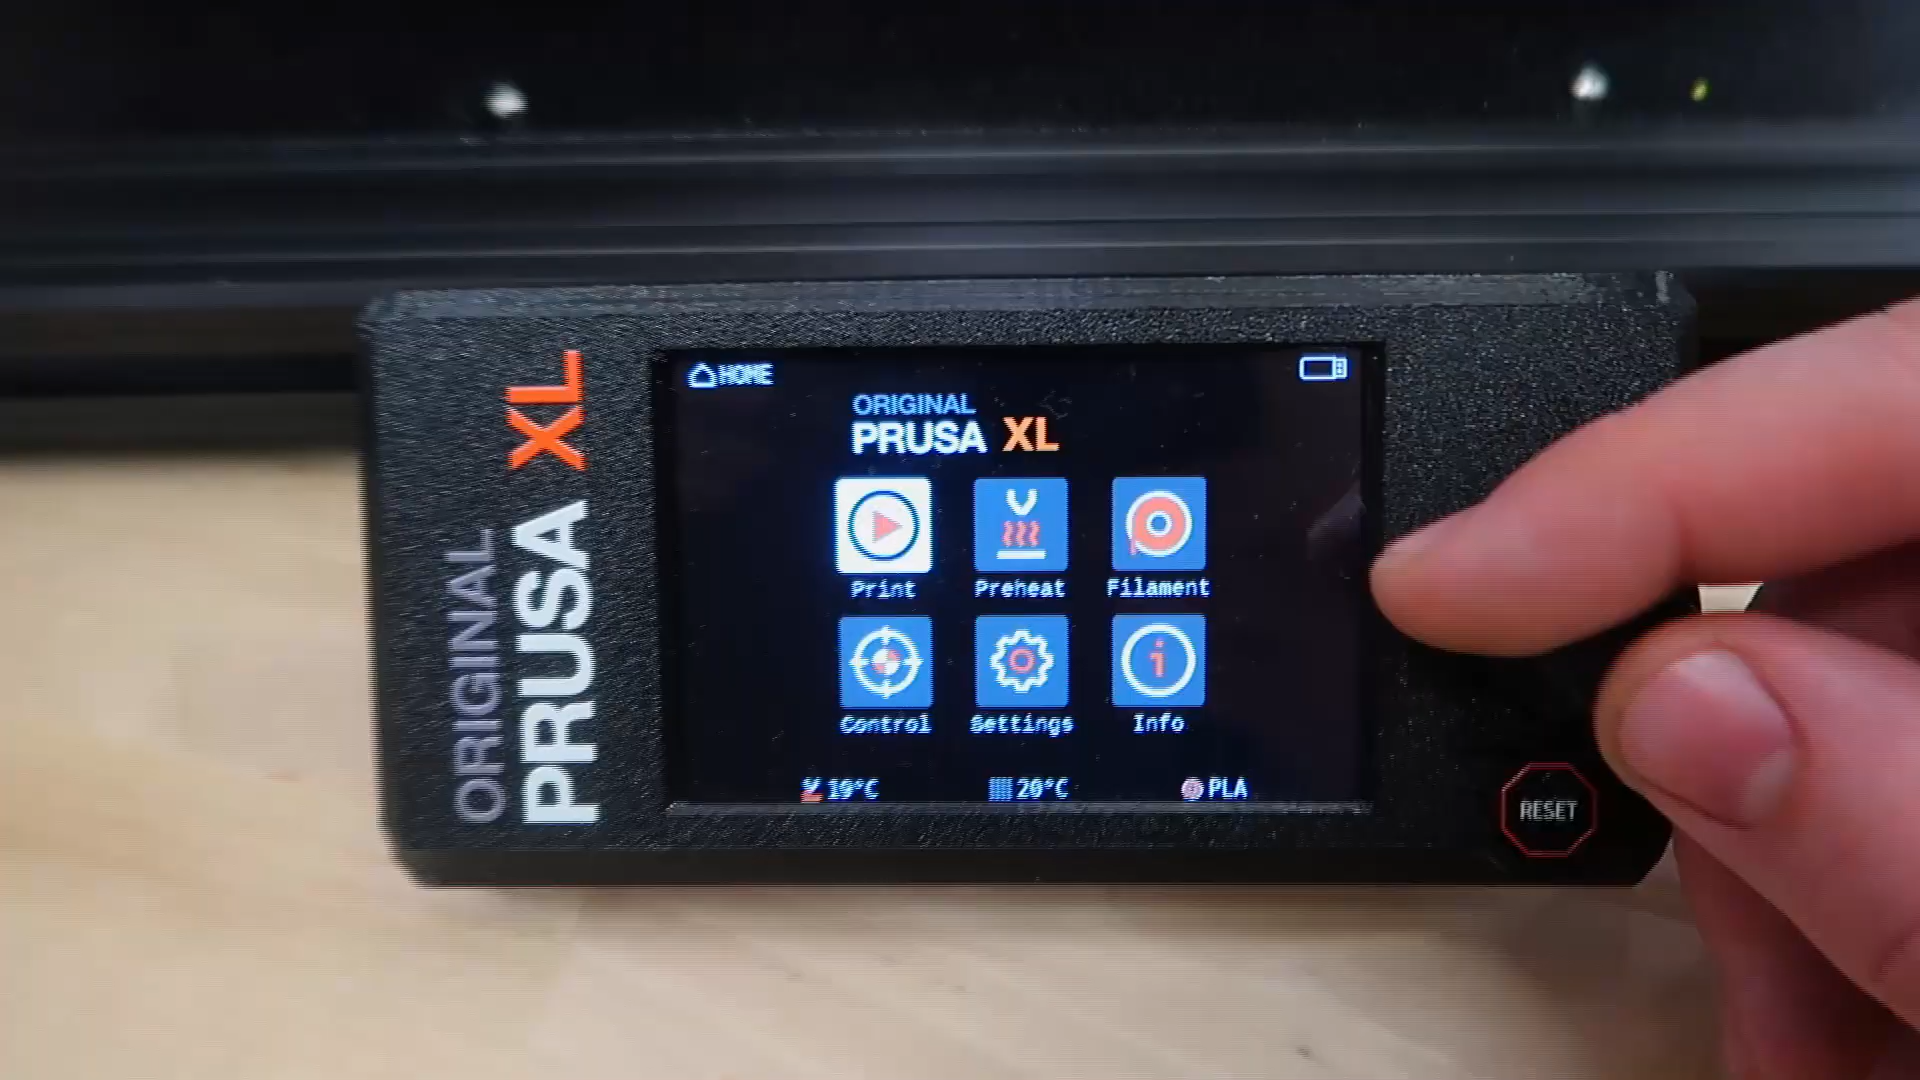 ORIGINAL
PRUSA XL
HOME
ORIGINAL
PRUSA XL
Print
Preheat
Filament
Control
Settings
Info
19°C
20°C
PLA
RESET